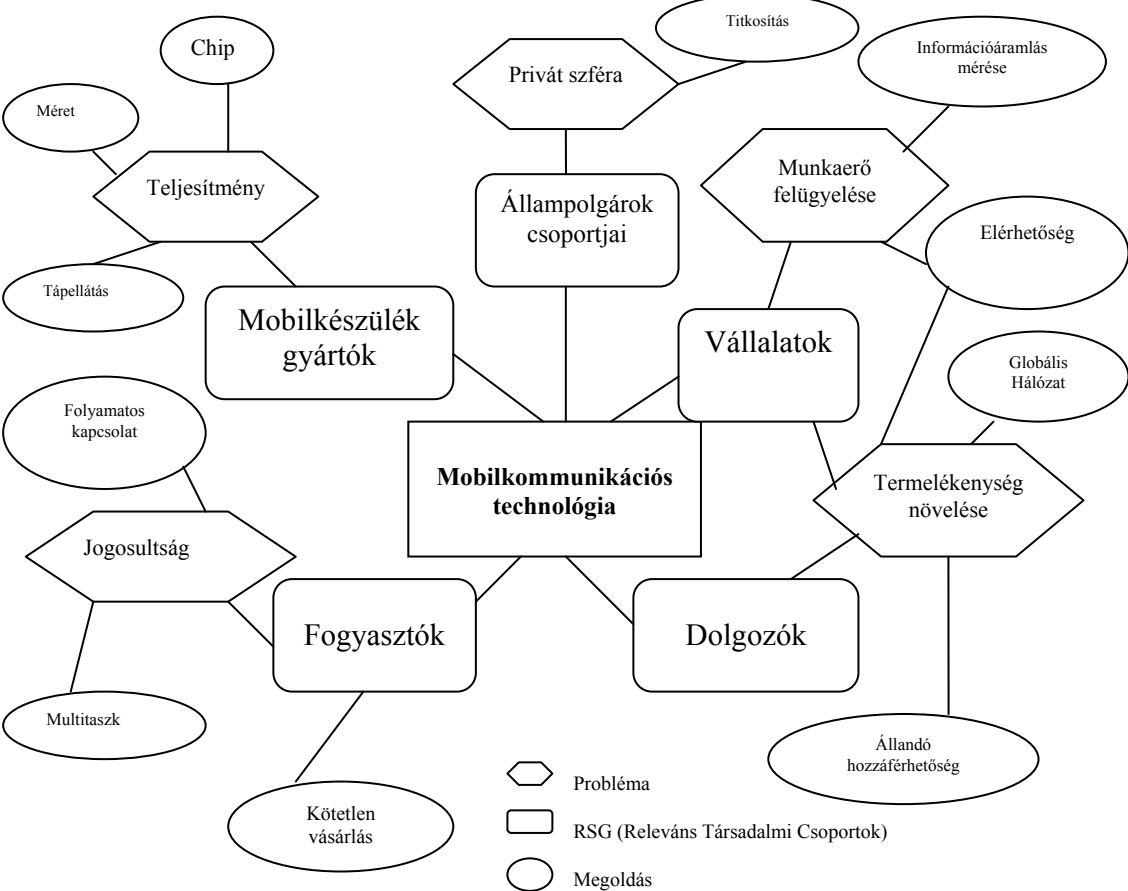 Titkosítás
Chip
Információáramlás
mérése
Privát szféra
Méret
Munkaerő
felügyelése
Teljesítmény
Állampolgárok
csoportjai
Elérhetőség
Tápellátás
Mobilkészülék
gyártók
Vállalatok
Globális
Hálózat
Folyamatos
kapcsolat
Mobilkommunikációs
technológia
Termelékenység
növelése
Jogosultság
Fogyasztók
Dolgozók
Multitaszk
Állandó
hozzáférhetőség
Kötetlen
vásárlás
Probléma
RSG (Releváns Társadalmi Csoportok)
Megoldás